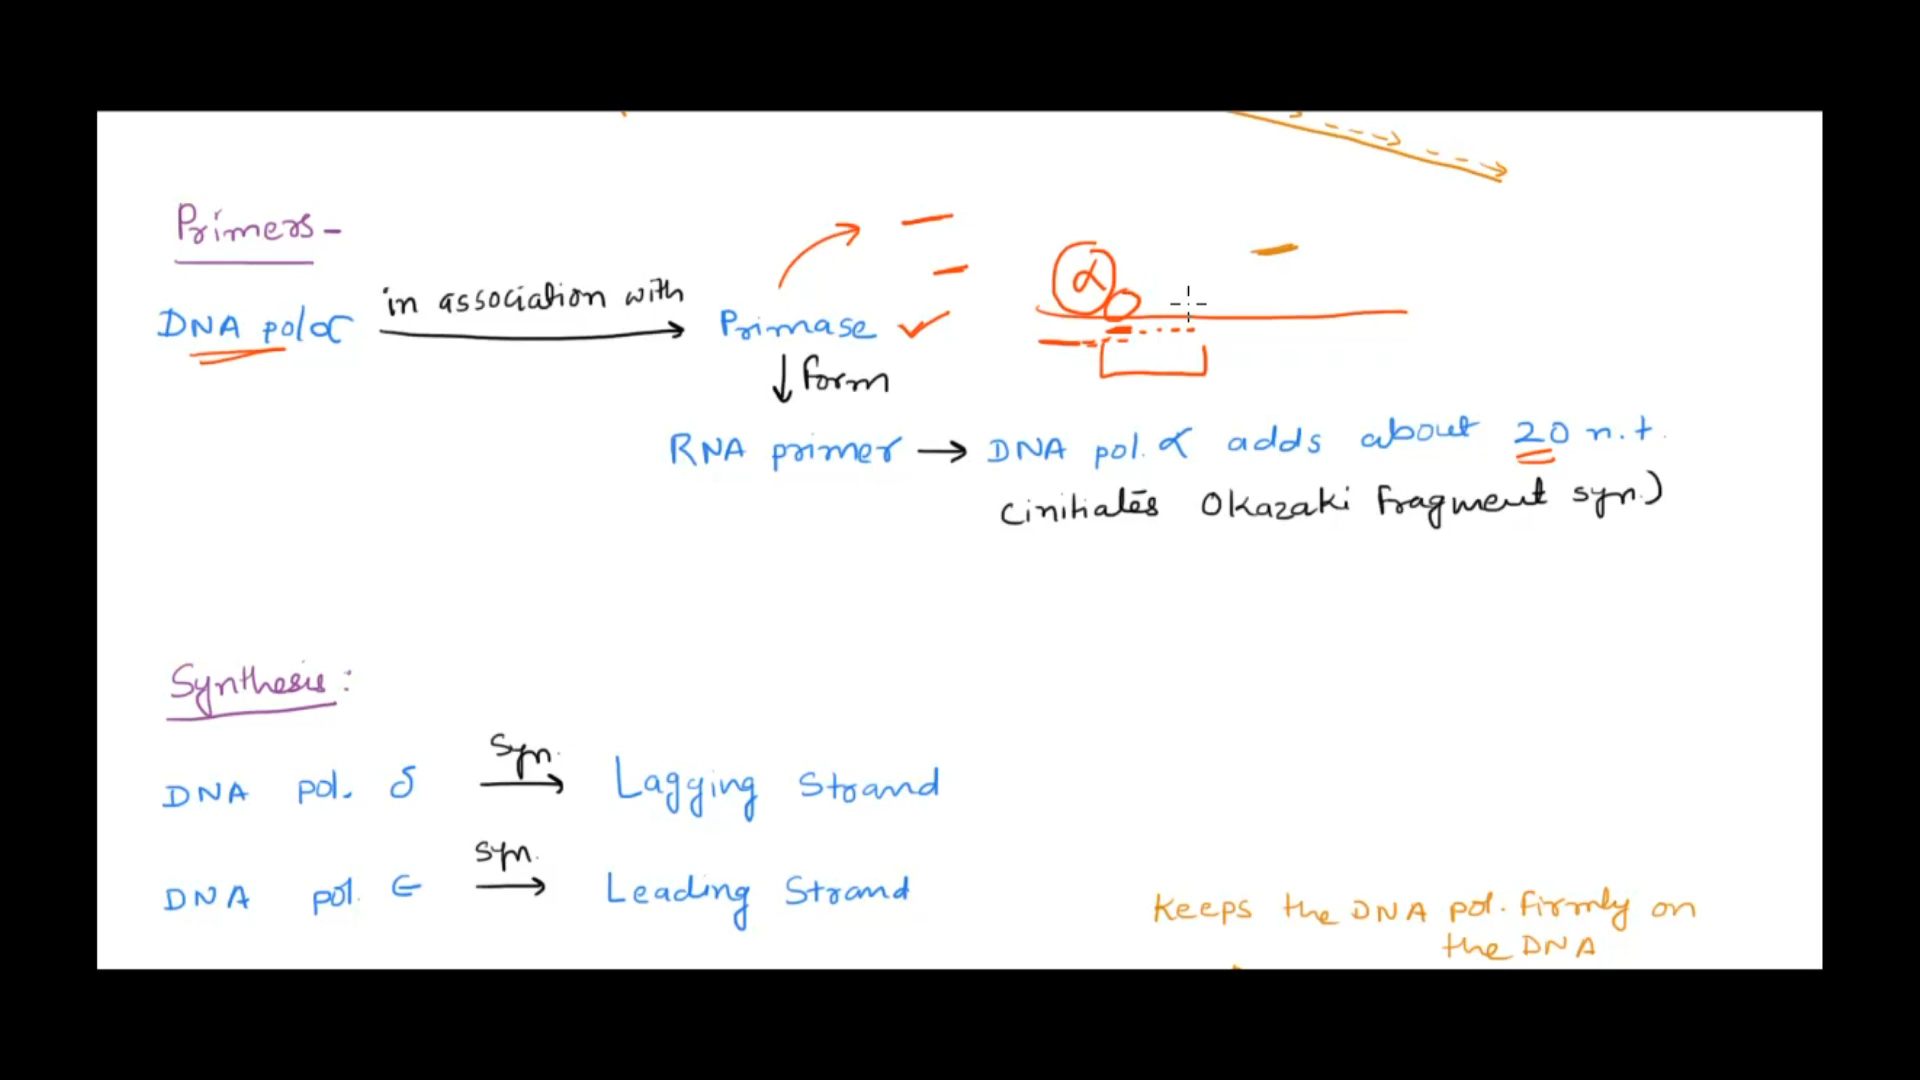 Primers-
DNA pol α in association with Primase
α
↓ form
RNA primer → DNA pol. α adds about 20 n.t.
(initiates Okazaki Fragment syn.)
Synthesis:
DNA pol. δ syn. → Lagging Strand
DNA pol. ϵ syn. → Leading Strand
Keeps the DNA pol. firmly on
the DNA